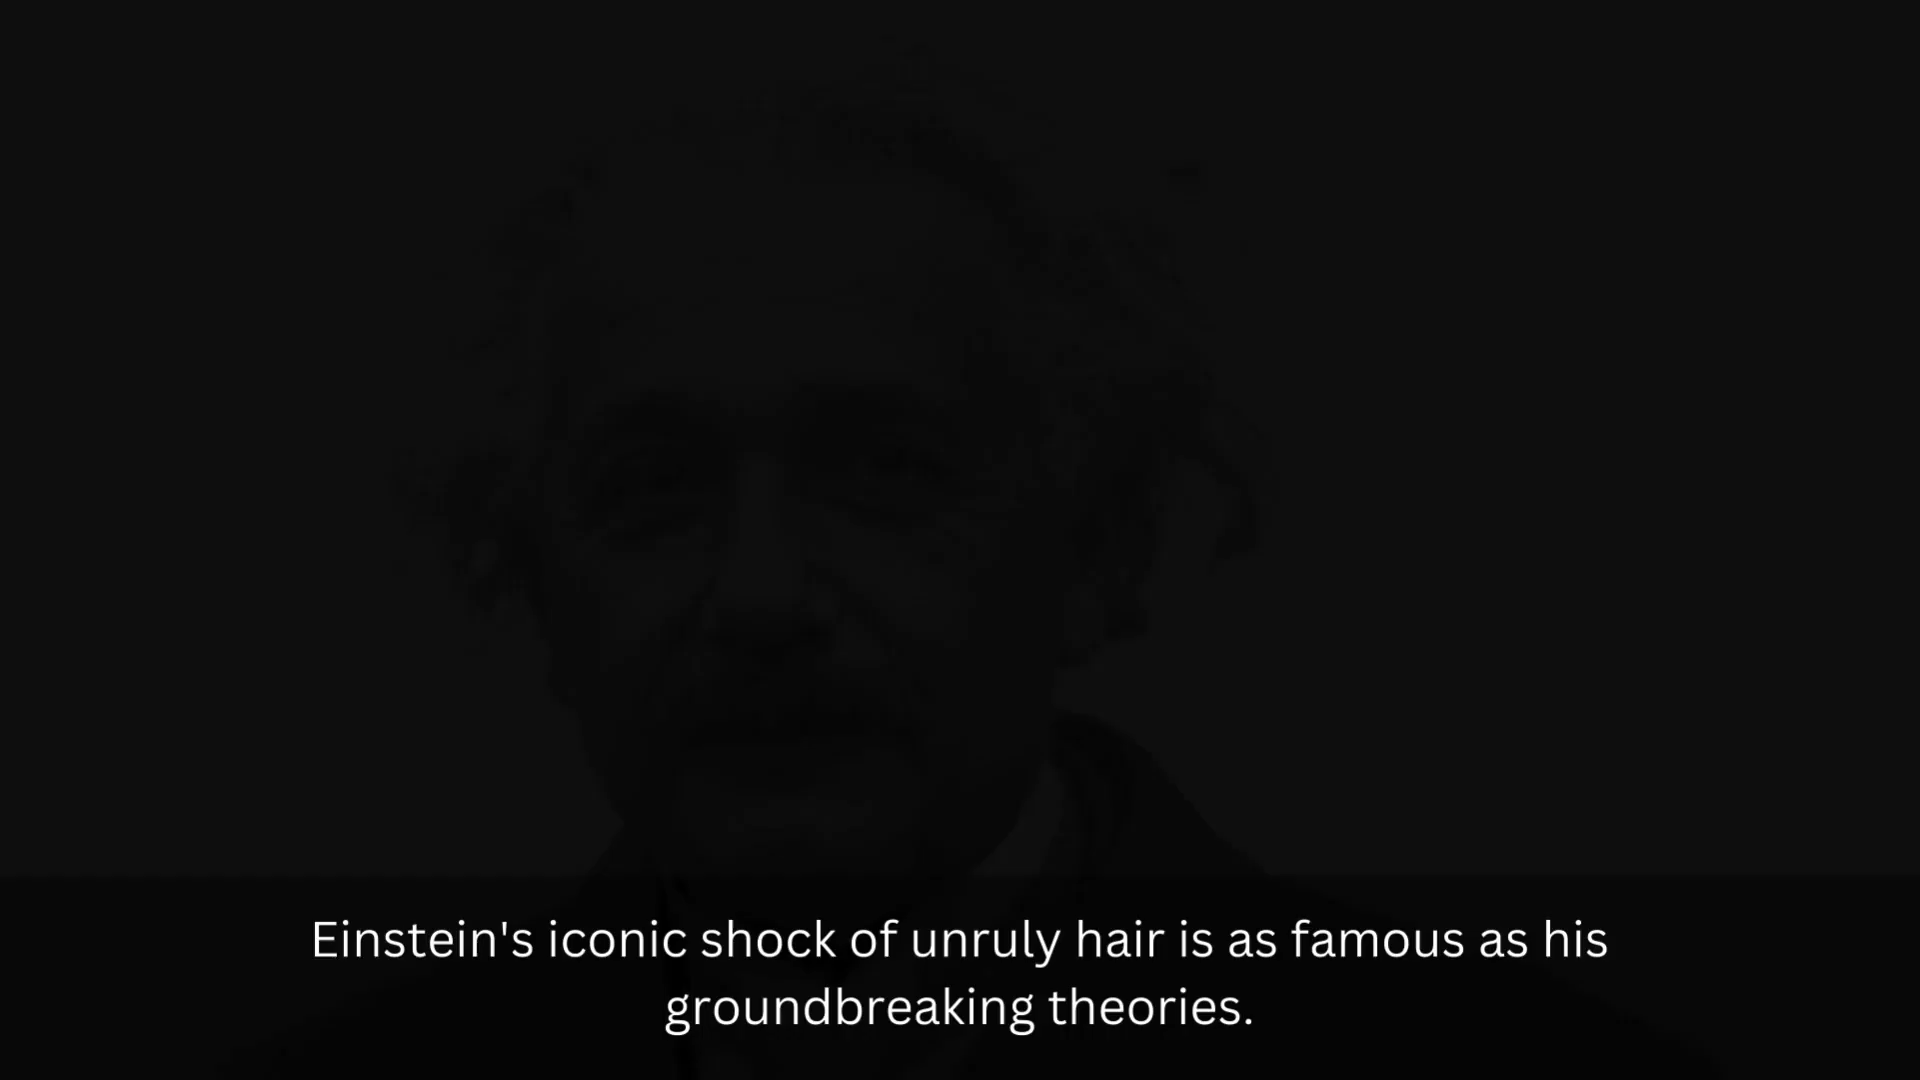 Einstein's iconic shock of unruly hair is as famous as his
groundbreaking theories.